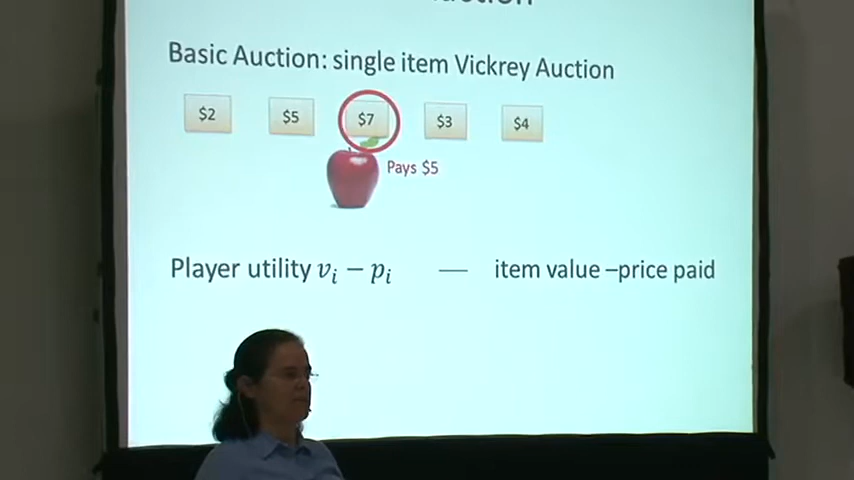 Basic Auction: single item Vickrey Auction
$2 $5 $7 $3 $4
Pays $5
Player utility vᵢ − pᵢ — item value –price paid